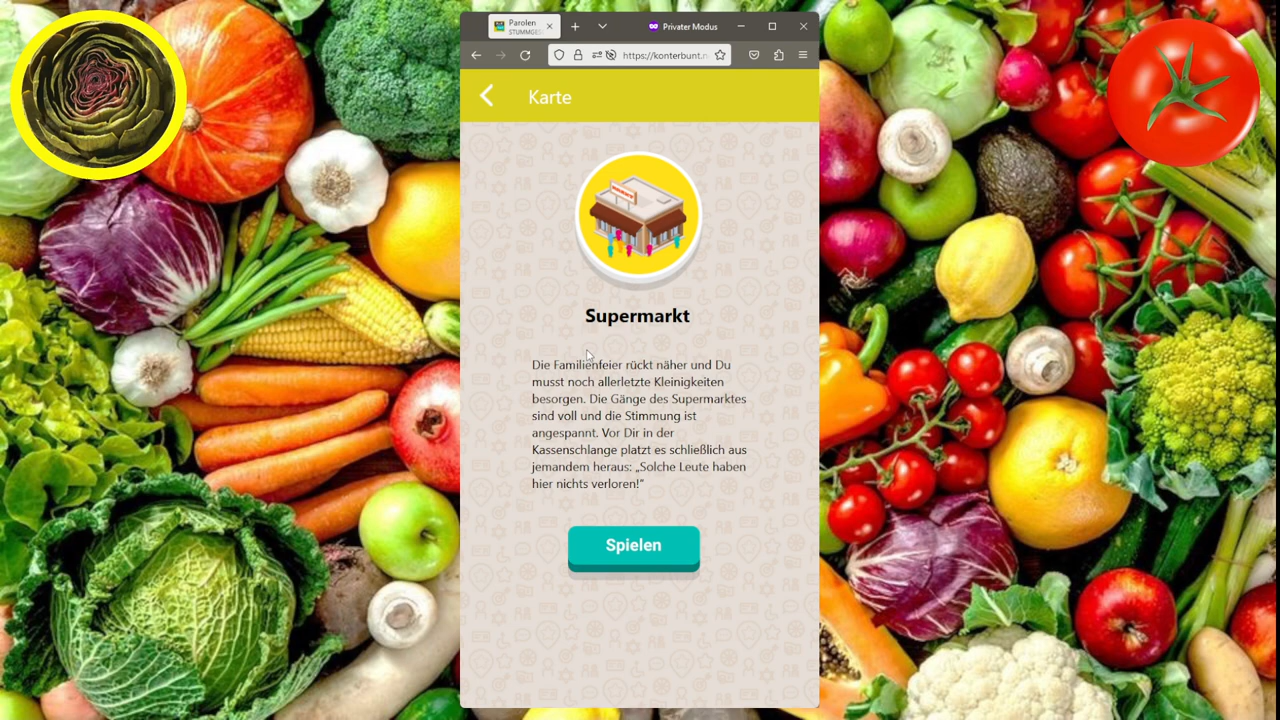 Parolen
Privater Modus
https://konterbunt.
Karte
Supermarkt
Die Familienfeier rückt näher und Du
musst noch allerletzte Kleinigkeiten
besorgen. Die Gänge des Supermarktes
sind voll und die Stimmung ist
angespannt. Vor Dir in der
Kassenschlange platzt es schließlich aus
jemandem heraus: „Solche Leute haben
hier nichts verloren!“
Spielen